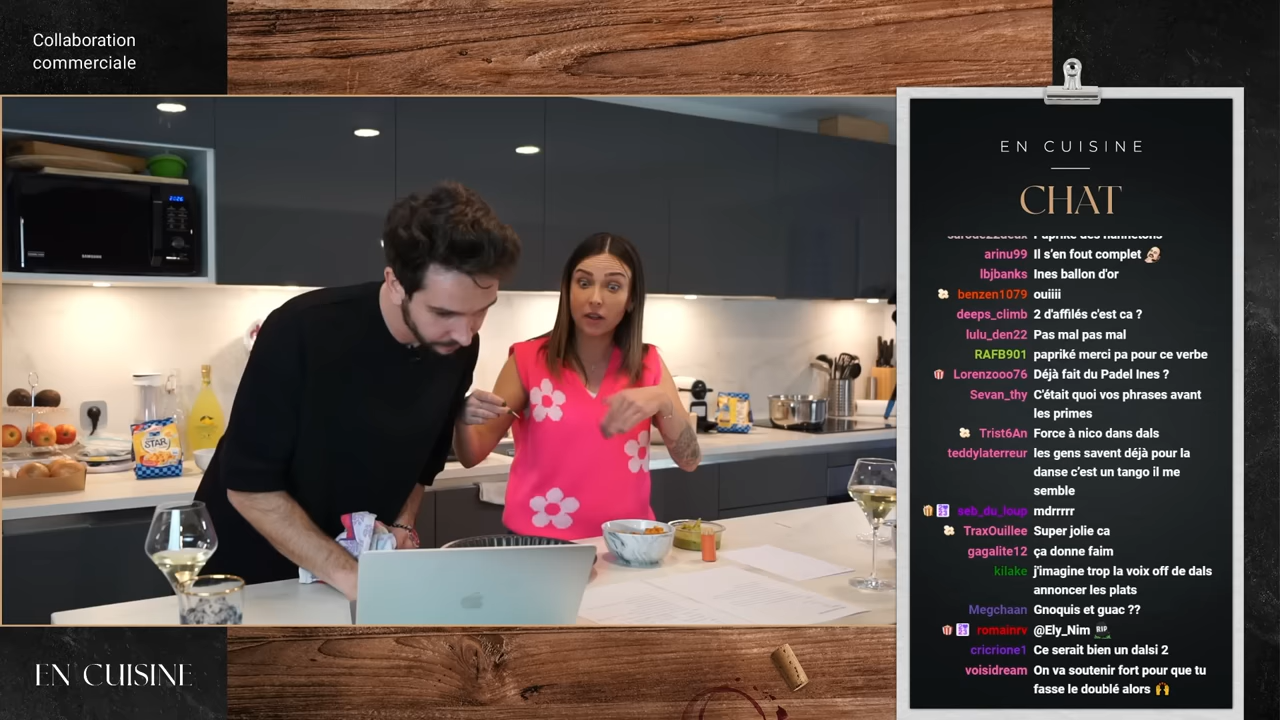 Collaboration
commerciale
EN CUISINE
CHAT
arinu99 Il s'en fout complet
lbjbanks Ines ballon d'or
benzen1079 ouiiii
deeps_climb 2 d'affilés c'est ca ?
lulu_den22 Pas mal pas mal
RAFB901 papriké merci pa pour ce verbe
Lorenzooo76 Déjà fait du Padel Ines ?
Sevan_thy C'était quoi vos phrases avant
les primes
Trist6An Force à nico dans dals
teddylaterreur les gens savent déjà pour la
danse c'est un tango il me
semble
seb_du_loup mdrrrrr
TraxOuillee Super jolie ca
gagalite12 ça donne faim
kilake j'imagine trop la voix off de dals
annoncer les plats
Megchaan Gnoquis et guac ??
romainrv @Ely_Nim RIP
cricrione1 Ce serait bien un dalsi 2
voisidream On va soutenir fort pour que tu
fasse le doublé alors
SAMSUNG
STAR
EN CUISINE